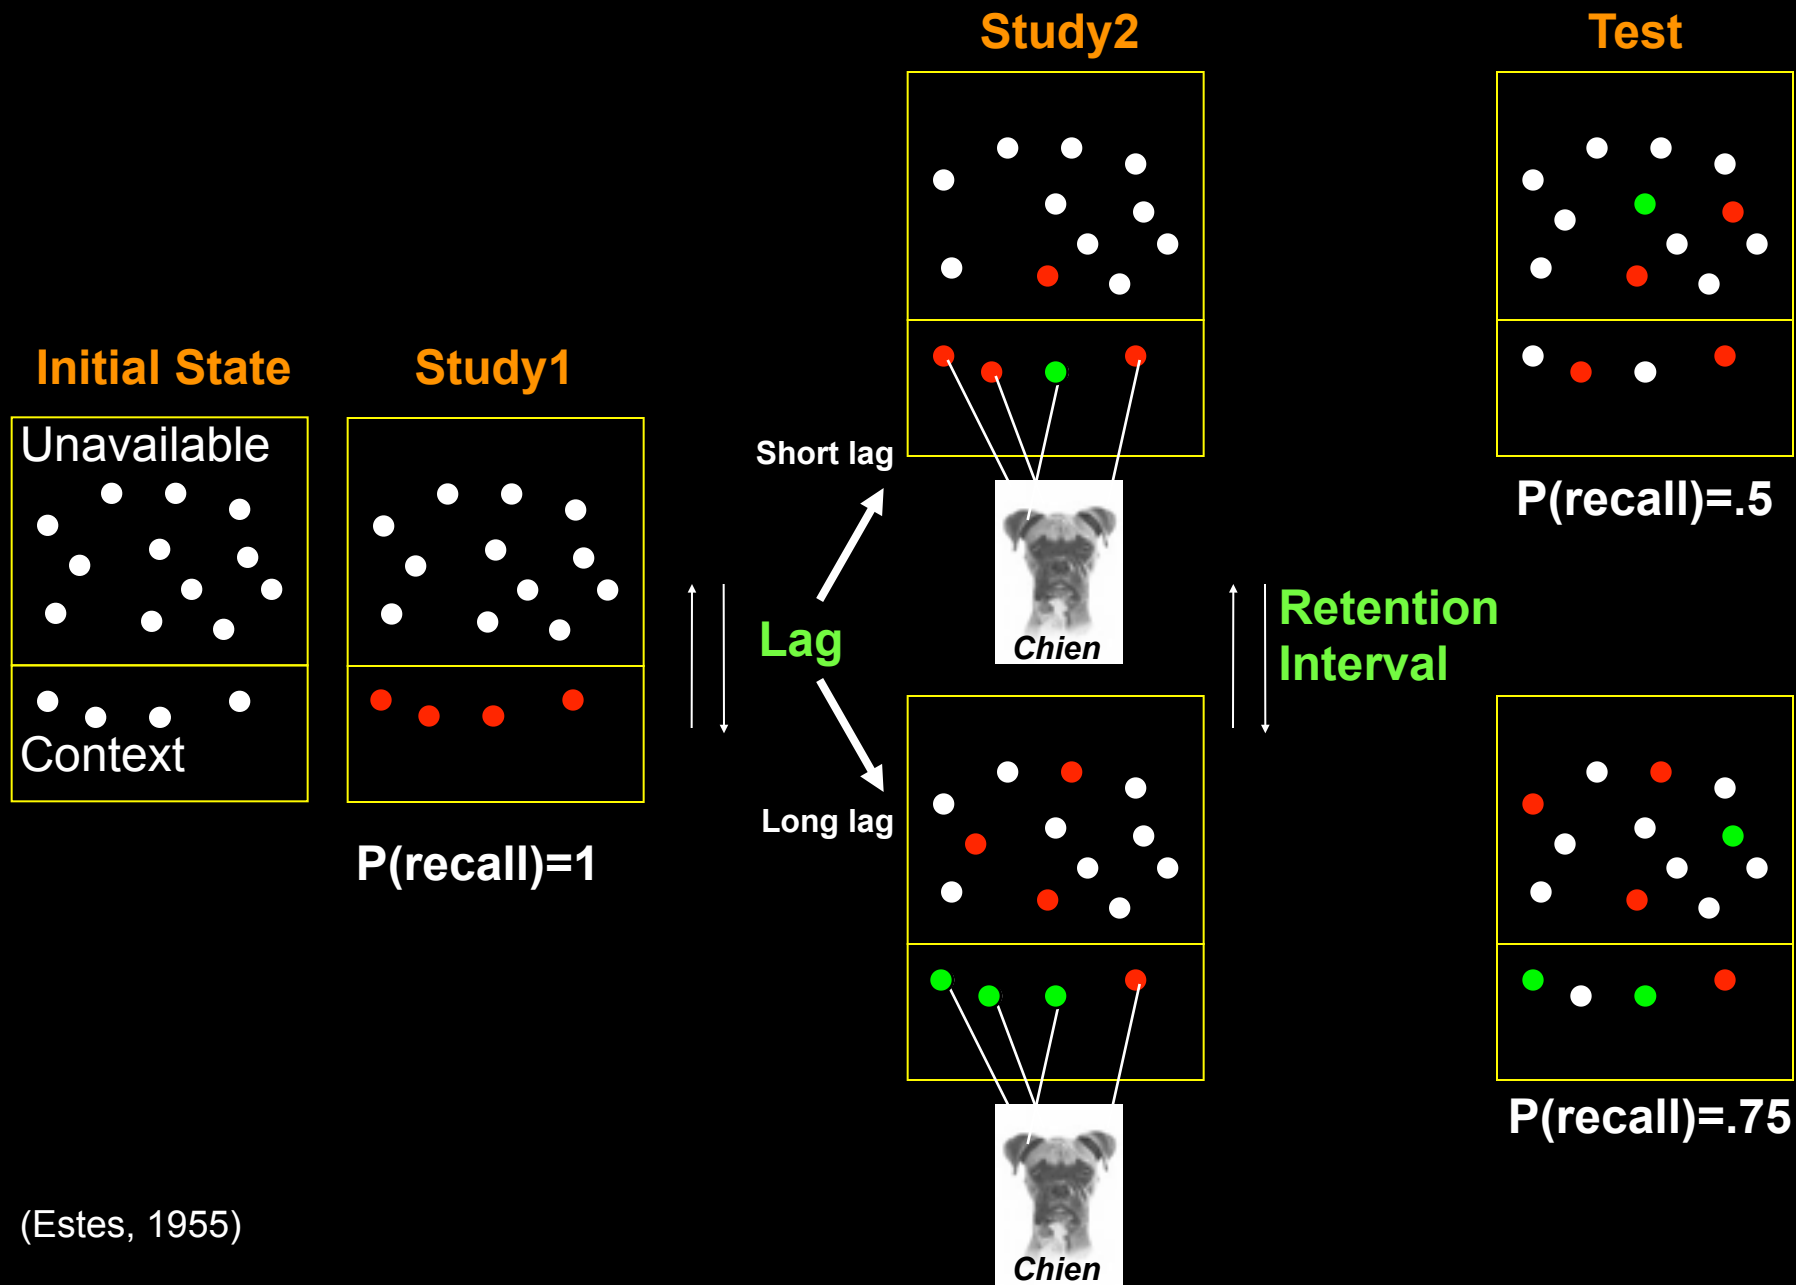 Study2
Test
Initial State
Study1
Unavailable
Context
P(recall)=1
Short lag
Lag
Long lag
Chien
Retention
Interval
P(recall)=.5
Chien
P(recall)=.75
(Estes, 1955)